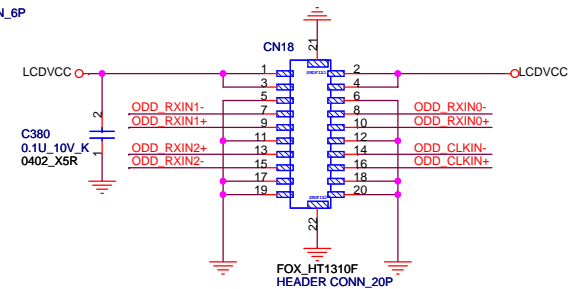 N_6P
21
CN18
LCDVCC
1
2
LCDVCC
3
4
5
6
ODD_RXIN1-
7
8
ODD_RXIN0-
ODD_RXIN1+
9
10
ODD_RXIN0+
11
12
ODD_RXIN2+
13
14
ODD_CLKIN-
ODD_RXIN2-
15
16
ODD_CLKIN+
17
18
19
20
2
C380
0.1U_10V_K
0402_X5R
1
22
FOX_HT1310F
HEADER CONN_20P